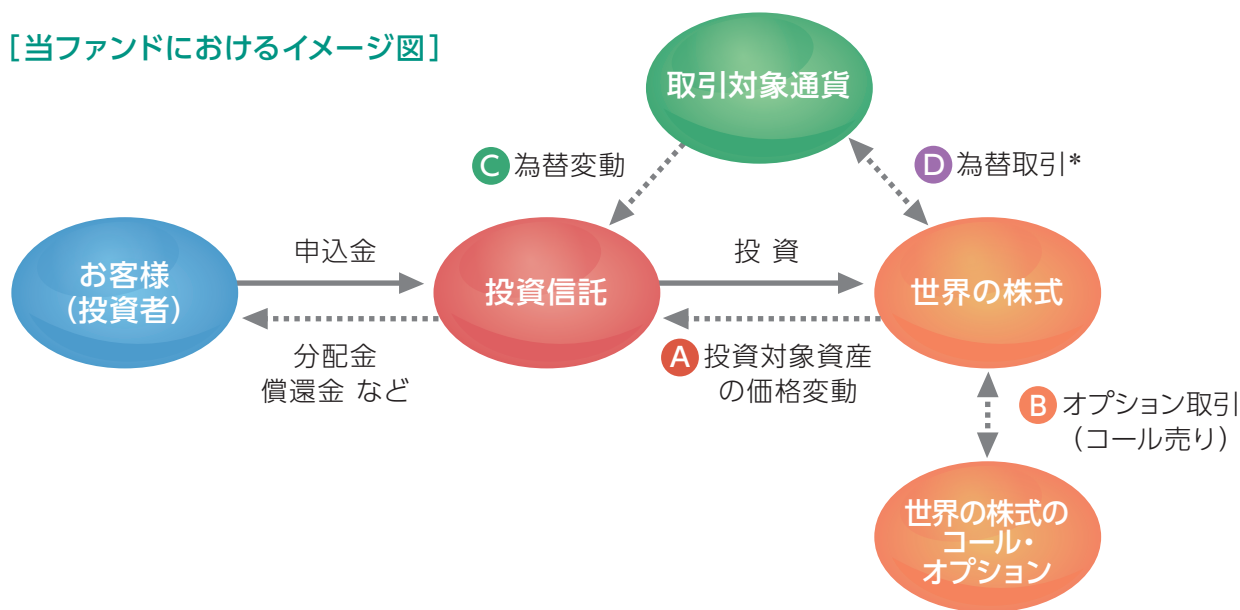 [当ファンドにおけるイメージ図]
取引対象通貨
C 為替変動
D 為替取引*
お客様
(投資者)
申込金
投資信託
投 資
世界の株式
分配金
償還金 など
A 投資対象資産
の価格変動
B オプション取引
(コール売り)
世界の株式の
コール・
オプション